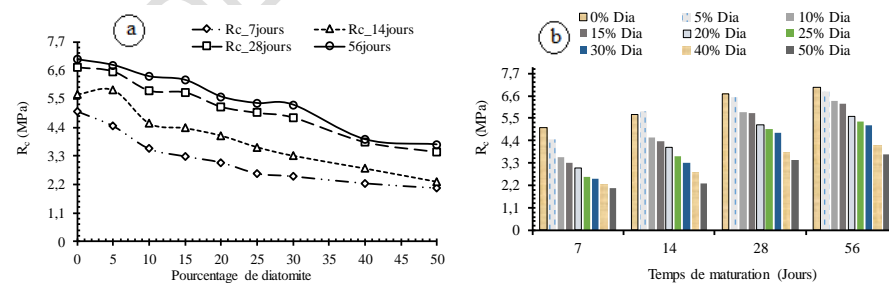 a
Rc_7jours
Rc_14jours
Rc_28jours
56jours
7,7
6,6
5,5
4,4
3,3
2,2
1,1
0
Rc (MPa)
0 5 10 15 20 25 30 35 40 45 50
Pourcentage de diatomite
b
0% Dia 5% Dia 10% Dia
15% Dia 20% Dia 25% Dia
30% Dia 40% Dia 50% Dia
7,7
6,6
5,5
4,4
3,3
2,2
1,1
0
Rc (MPa)
7 14 28 56
Temps de maturation (Jours)